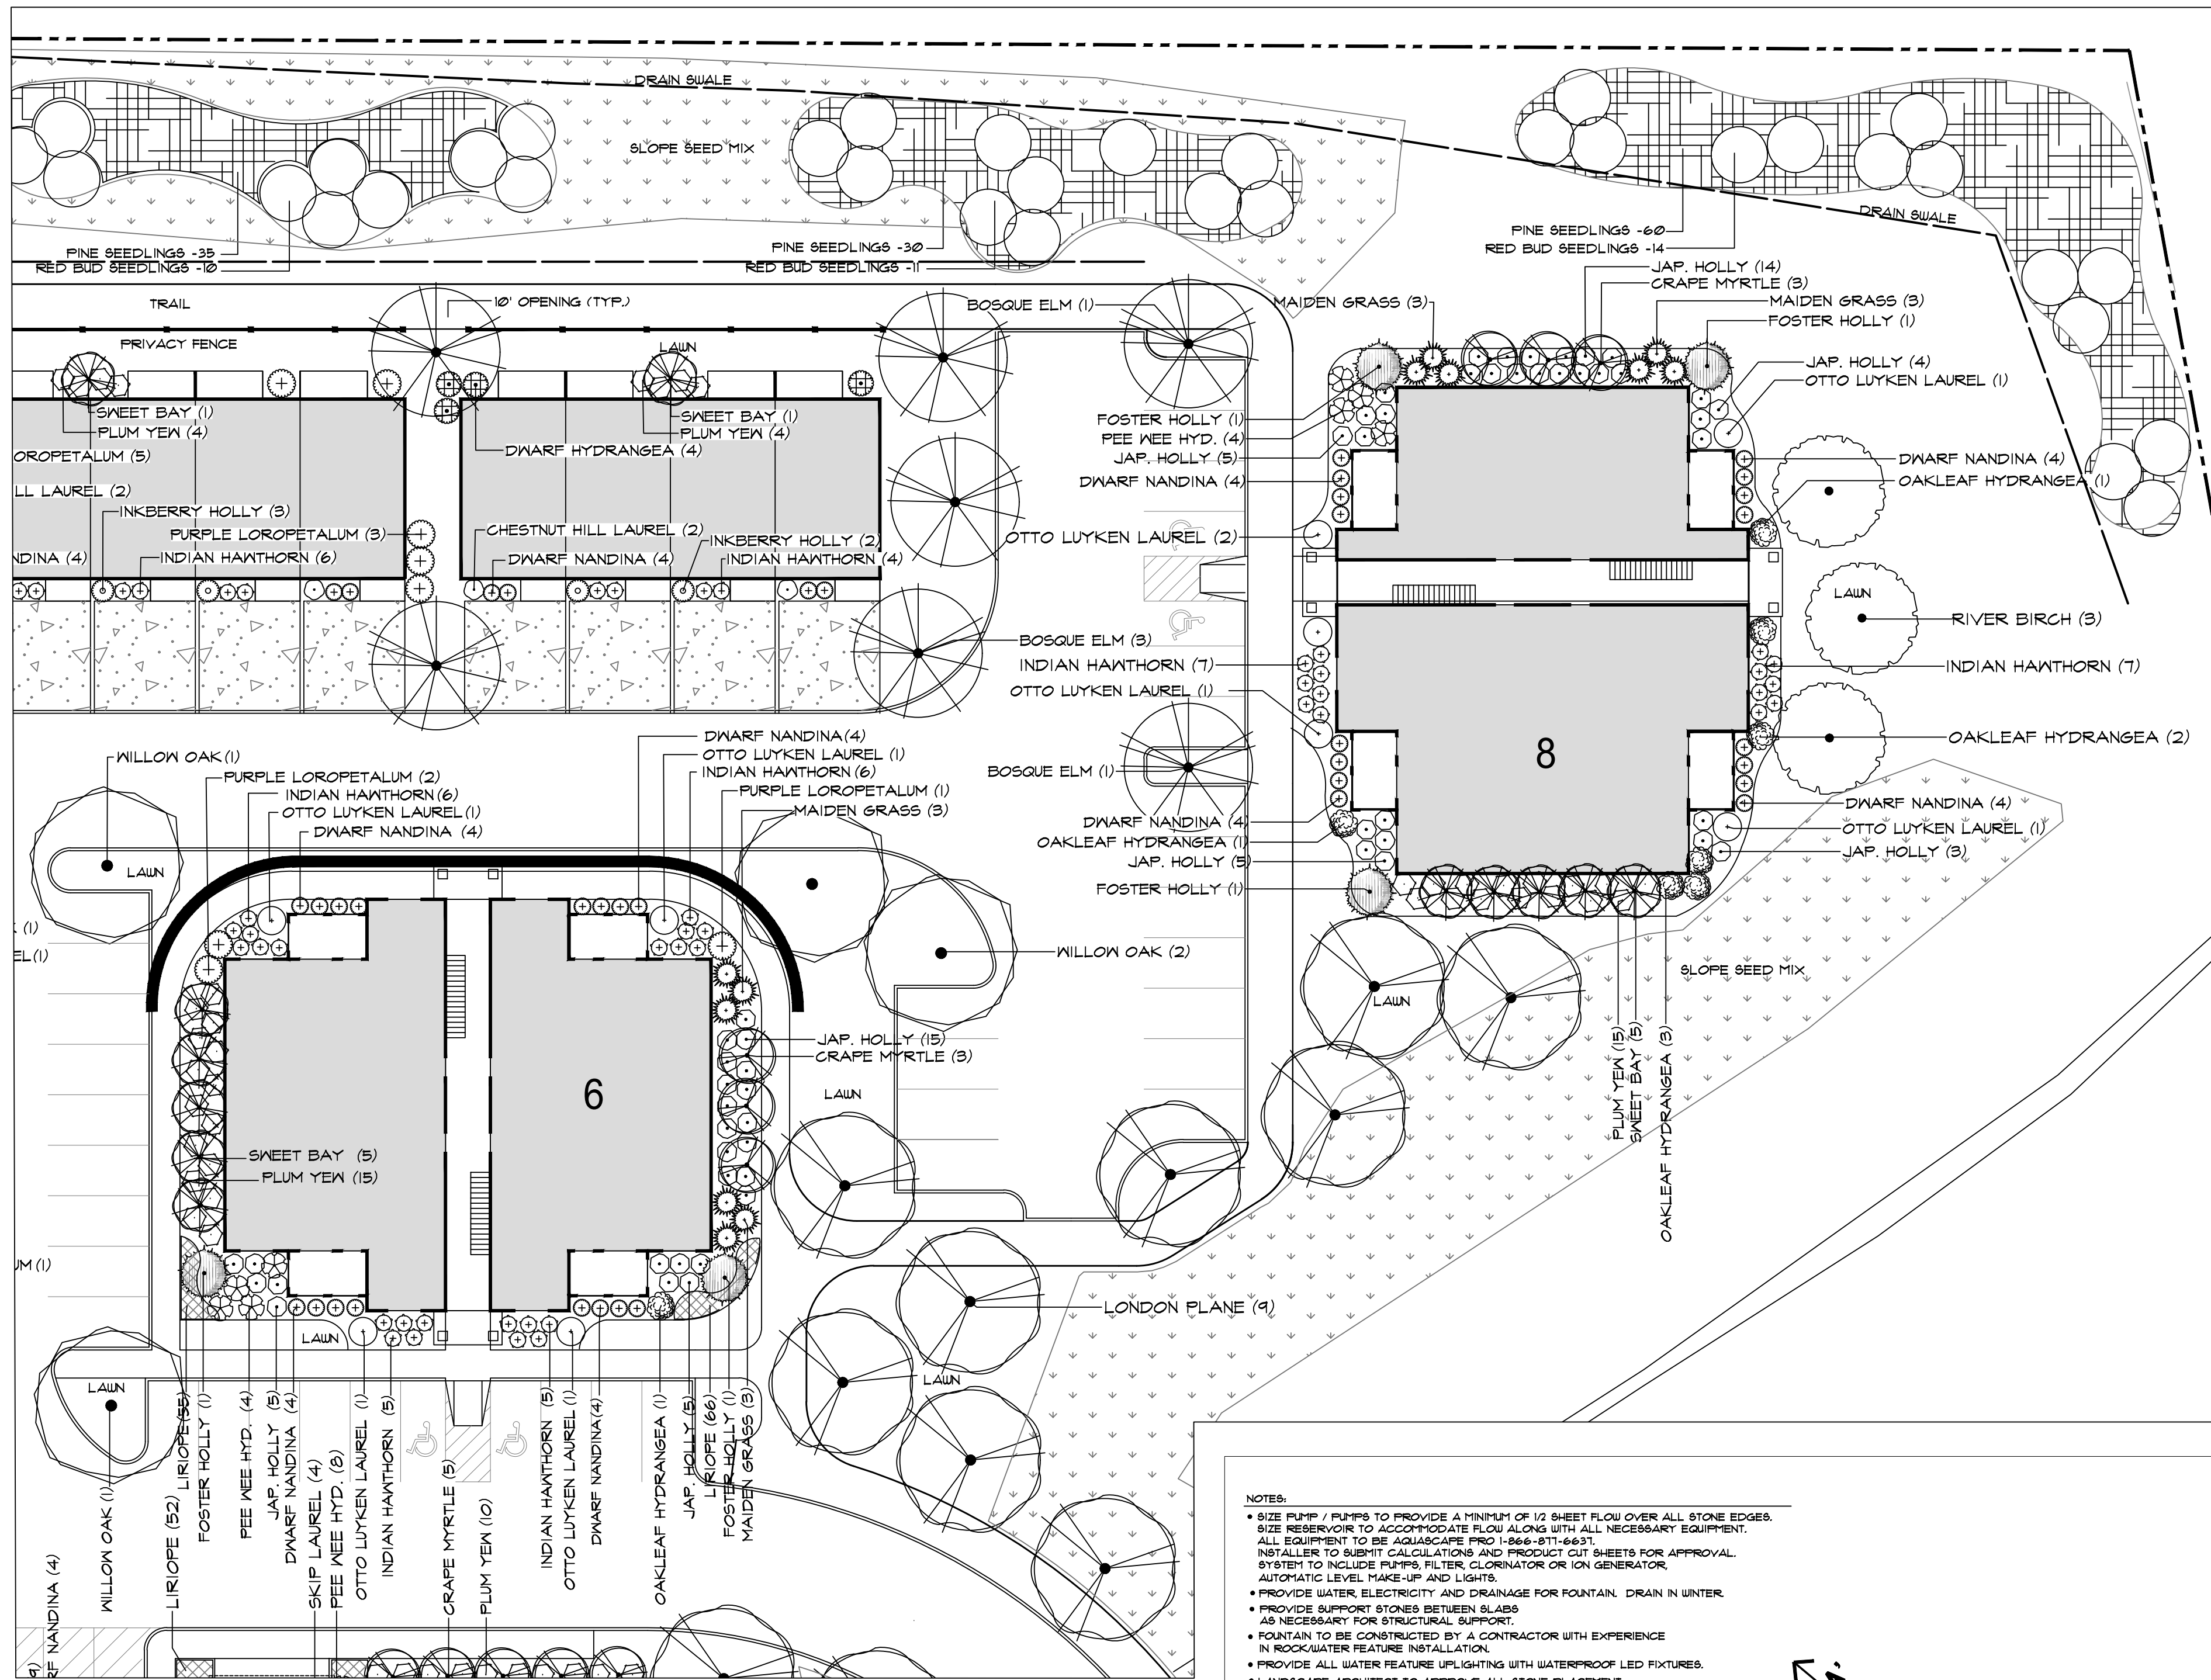 DRAIN SWALE
SLOPE SEED MIX
PINE SEEDLINGS -35
RED BUD SEEDLINGS -10
PINE SEEDLINGS -30
RED BUD SEEDLINGS -11
PINE SEEDLINGS -60
RED BUD SEEDLINGS -14
DRAIN SWALE
TRAIL
10' OPENING (TYP.)
PRIVACY FENCE
LAWN
BOSQUE ELM (1)
MAIDEN GRASS (3)
JAP. HOLLY (14)
CRAPE MYRTLE (3)
MAIDEN GRASS (3)
FOSTER HOLLY (1)
JAP. HOLLY (4)
OTTO LUYKEN LAUREL (1)
SWEET BAY (1)
PLUM YEW (4)
OROPETALUM (5)
LL LAUREL (2)
INKBERRY HOLLY (3)
PURPLE LOROPETALUM (3)
NDINA (4)
INDIAN HAWTHORN (6)
SWEET BAY (1)
PLUM YEW (4)
DWARF HYDRANGEA (4)
CHESTNUT HILL LAUREL (2)
INKBERRY HOLLY (2)
DWARF NANDINA (4)
INDIAN HAWTHORN (4)
FOSTER HOLLY (1)
PEE WEE HYD. (4)
JAP. HOLLY (5)
DWARF NANDINA (4)
OTTO LUYKEN LAUREL (2)
DWARF NANDINA (4)
OAKLEAF HYDRANGEA (1)
LAWN
RIVER BIRCH (3)
BOSQUE ELM (3)
INDIAN HAWTHORN (7)
OTTO LUYKEN LAUREL (1)
INDIAN HAWTHORN (7)
8
OAKLEAF HYDRANGEA (2)
BOSQUE ELM (1)
DWARF NANDINA (4)
OAKLEAF HYDRANGEA (1)
JAP. HOLLY (5)
FOSTER HOLLY (1)
DWARF NANDINA (4)
OTTO LUYKEN LAUREL (1)
JAP. HOLLY (3)
WILLOW OAK (1)
PURPLE LOROPETALUM (2)
INDIAN HAWTHORN (6)
OTTO LUYKEN LAUREL (1)
DWARF NANDINA (4)
DWARF NANDINA (4)
OTTO LUYKEN LAUREL (1)
INDIAN HAWTHORN (6)
PURPLE LOROPETALUM (1)
MAIDEN GRASS (3)
LAWN
(1)
EL (1)
WILLOW OAK (2)
SLOPE SEED MIX
LAWN
PLUM YEW (15)
SWEET BAY (5)
OAKLEAF HYDRANGEA (3)
JAP. HOLLY (15)
CRAPE MYRTLE (3)
LAWN
6
SWEET BAY (5)
PLUM YEW (15)
UM (1)
LAWN
LONDON PLANE (9)
LAWN
LAWN
WILLOW OAK (1)
LIRIOPE (52)
LIRIOPE (55)
FOSTER HOLLY (1)
PEE WEE HYD. (4)
JAP. HOLLY (5)
DWARF NANDINA (4)
SKIP LAUREL (4)
PEE WEE HYD. (8)
OTTO LUYKEN LAUREL (1)
INDIAN HAWTHORN (5)
CRAPE MYRTLE (5)
PLUM YEW (10)
INDIAN HAWTHORN (5)
OTTO LUYKEN LAUREL (1)
DWARF NANDINA (4)
OAKLEAF HYDRANGEA (1)
JAP. HOLLY (5)
LIRIOPE (66)
FOSTER HOLLY (1)
MAIDEN GRASS (3)
9)
RF NANDINA (4)
NOTES:
• SIZE PUMP / PUMPS TO PROVIDE A MINIMUM OF 1/2 SHEET FLOW OVER ALL STONE EDGES.
SIZE RESERVOIR TO ACCOMMODATE FLOW ALONG WITH ALL NECESSARY EQUIPMENT.
ALL EQUIPMENT TO BE AQUASCAPE PRO 1-866-877-6637.
INSTALLER TO SUBMIT CALCULATIONS AND PRODUCT CUT SHEETS FOR APPROVAL.
SYSTEM TO INCLUDE PUMPS, FILTER, CLORINATOR OR ION GENERATOR,
AUTOMATIC LEVEL MAKE-UP AND LIGHTS.
• PROVIDE WATER, ELECTRICITY AND DRAINAGE FOR FOUNTAIN. DRAIN IN WINTER.
• PROVIDE SUPPORT STONES BETWEEN SLABS
AS NECESSARY FOR STRUCTURAL SUPPORT.
• FOUNTAIN TO BE CONSTRUCTED BY A CONTRACTOR WITH EXPERIENCE
IN ROCK/WATER FEATURE INSTALLATION.
• PROVIDE ALL WATER FEATURE UPLIGHTING WITH WATERPROOF LED FIXTURES.
• LANDSCAPE ARCHITECT TO APPROVE ALL STONE PLACEMENT